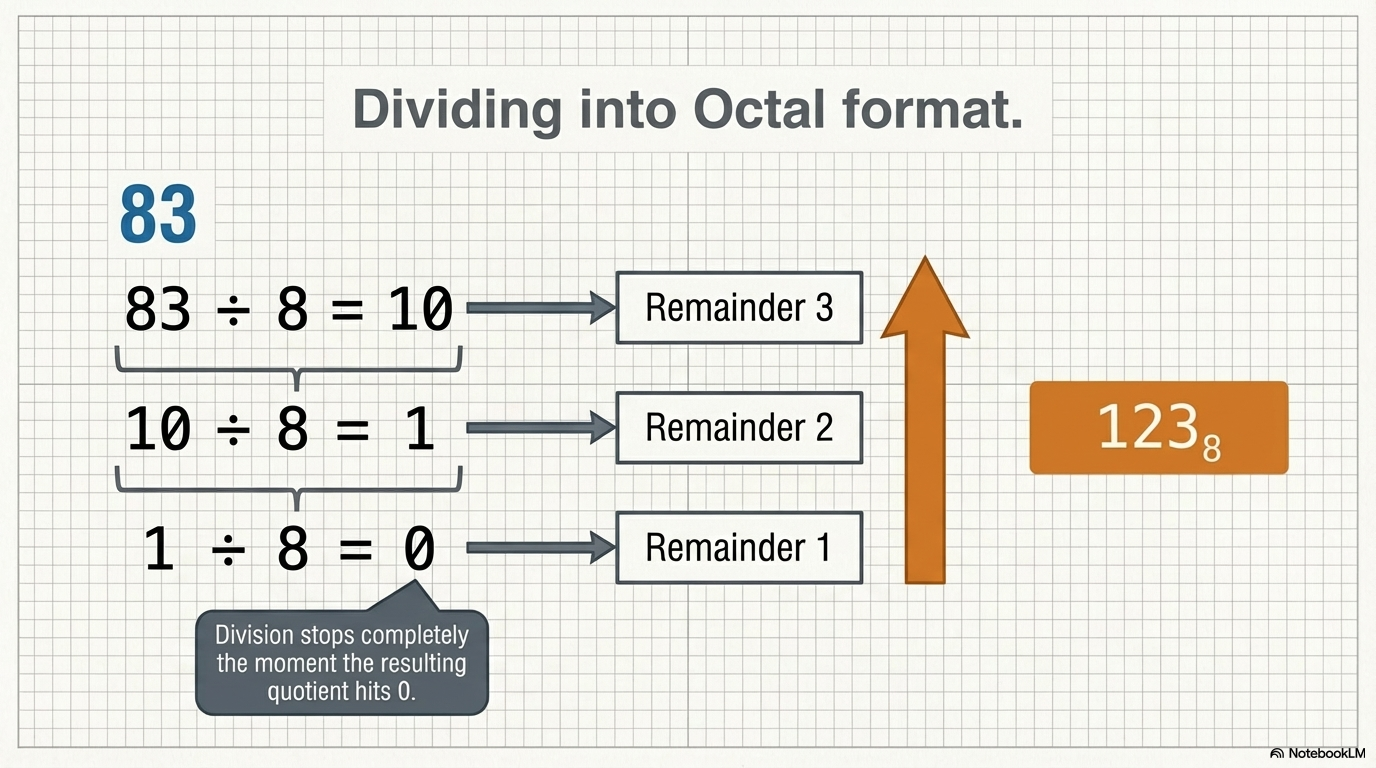 Dividing into Octal format.
83
83 ÷ 8 = 10
Remainder 3
10 ÷ 8 = 1
Remainder 2
1 ÷ 8 = 0
Remainder 1
123₈
Division stops completely
the moment the resulting
quotient hits 0.
NotebookLM